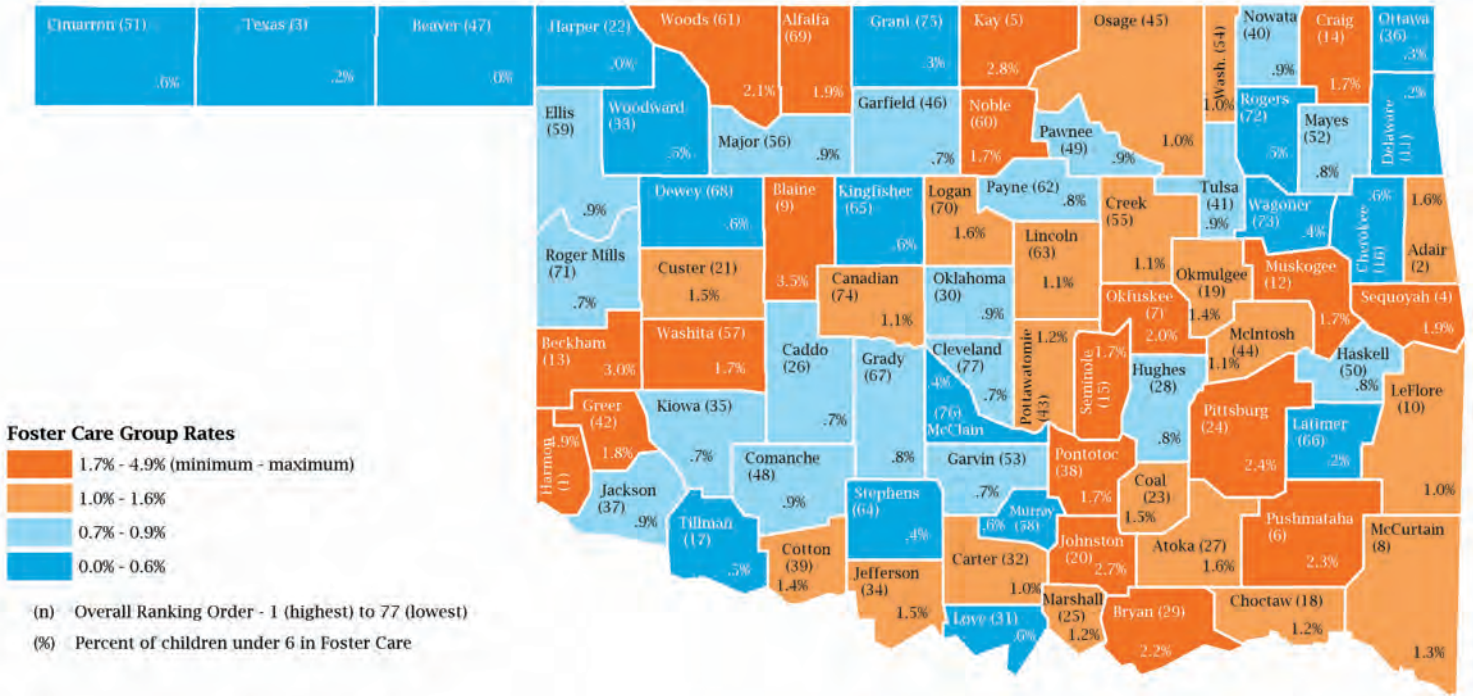 Cimarron (51)
.6%
Texas (3)
.2%
Beaver (47)
.0%
Harper (22)
.0%
Woods (61)
2.1%
Alfalfa
(69)
1.9%
Grant (75)
.3%
Kay (5)
2.8%
Osage (45)
1.0%
Wash. (54)
1.0%
Nowata
(40)
.9%
Craig
(14)
1.7%
Ottawa
(36)
.3%
Ellis
(59)
.9%
Woodward
(33)
.5%
Major (56)
.9%
Garfield (46)
.7%
Noble
(60)
1.7%
Pawnee
(49)
.9%
Rogers
(72)
.5%
Mayes
(52)
.8%
Delaware
.2%
Dewey (68)
.6%
Blaine
(9)
3.5%
Kingfisher
(65)
.6%
Logan
(70)
1.6%
Payne (62)
.8%
Creek
(55)
1.1%
Tulsa
(41)
.9%
Wagoner
(73)
.4%
Cherokee
(16)
.6%
1.6%
Adair
(2)
Roger Mills
(71)
.7%
Custer (21)
1.5%
Canadian
(74)
1.1%
Oklahoma
(30)
.9%
Lincoln
(63)
1.1%
Okmulgee
(19)
1.4%
Muskogee
(12)
1.7%
Sequoyah (4)
1.9%
Okfuskee
(7)
2.0%
McIntosh
(44)
1.1%
Beckham
(13)
3.0%
Washita (57)
1.7%
Caddo
(26)
.7%
Grady
(67)
.8%
Cleveland
(77)
.7%
1.2%
Pottawatomie
(43)
1.7%
Seminole
(15)
Hughes
(28)
.8%
Haskell
(50)
.8%
LeFlore
(10)
1.0%
.4%
(76)
McClain
Pittsburg
(24)
2.4%
Latimer
(66)
.2%
Greer
(42)
1.8%
Harmon
(1)
Kiowa (35)
.7%
Comanche
(48)
.9%
Garvin (53)
.7%
Pontotoc
(38)
1.7%
Coal
(23)
1.5%
Jackson
(37)
.9%
Tillman
(17)
.5%
Stephens
(64)
.4%
Murray
(58)
.6%
Johnston
(20)
2.7%
Atoka (27)
1.6%
Pushmataha
(6)
2.3%
McCurtain
(8)
1.3%
Cotton
(39)
1.4%
Jefferson
(34)
1.5%
Carter (32)
1.0%
Love (31)
.6%
Marshall
(25)
1.2%
Bryan (29)
2.2%
Choctaw (18)
1.2%
Foster Care Group Rates
1.7% - 4.9% (minimum - maximum)
1.0% - 1.6%
0.7% - 0.9%
0.0% - 0.6%
(n) Overall Ranking Order - 1 (highest) to 77 (lowest)
(%) Percent of children under 6 in Foster Care